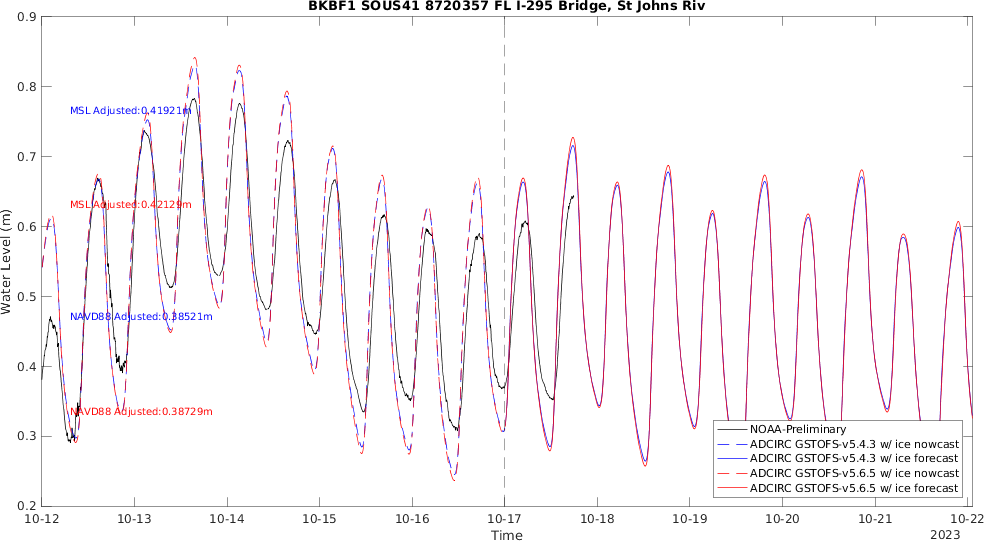 BKBF1 SOUS41 8720357 FL I-295 Bridge, St Johns Riv
0.9
0.8
0.7
0.6
0.5
0.4
0.3
0.2
Water Level (m)
MSL Adjusted:0.41921m
MSL Adjusted:0.42129m
NAVD88 Adjusted:0.38521m
NAVD88 Adjusted:0.38729m
NOAA-Preliminary
ADCIRC GSTOFS-v5.4.3 w/ ice nowcast
ADCIRC GSTOFS-v5.4.3 w/ ice forecast
ADCIRC GSTOFS-v5.6.5 w/ ice nowcast
ADCIRC GSTOFS-v5.6.5 w/ ice forecast
10-12 10-13 10-14 10-15 10-16 10-17 10-18 10-19 10-20 10-21 10-22
2023
Time